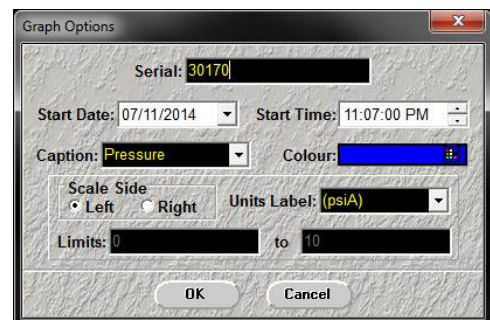 Graph Options
Serial: 30170
Start Date: 07/11/2014 Start Time: 11:07:00 PM
Caption: Pressure Colour:
Scale Side
Left Right Units Label: (psiA)
Limits: 0 to 10
OK Cancel